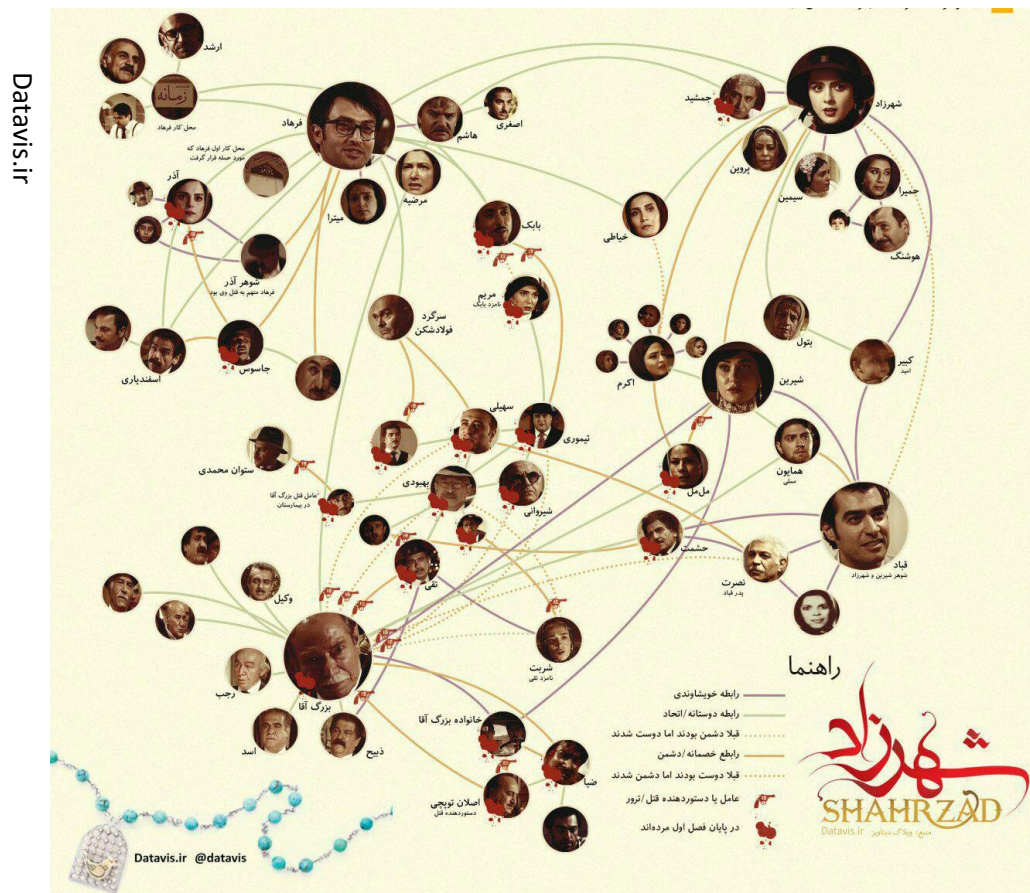 Datavis.ir
ارشد
زمانه
محل کار فرهاد
فرهاد
هاشم
اصغری
جمشید
شهرزاد
محل کار اول فرهاد که
مورد حمله قرار گرفت
آذر
میترا
مرضیه
پروین
سیمین
حمیرا
هوشنگ
بابک
خیاطی
شوهر آذر
فرهاد متهم به قتل وی بود
مریم
نامزد بابک
سرگرد
فولادشکن
بتول
کبیر
امید
اسفندیاری
جاسوس
اکرم
شیرین
سهیلی
تیموری
همایون
ستوان محمدی
بهبودی
شیروانی
مل‌مل
عامل قتل بزرگ آقا
در بیمارستان
حشمت
قباد
شوهر شیرین و شهرزاد
نصرت
پدر قباد
تقی
وکیل
شربت
نامزد تقی
رجب
بزرگ آقا
خانواده بزرگ آقا
اسد
ذبیح
ضیا
اصلان توپچی
دستوردهنده قتل
راهنما
رابطه خویشاوندی
رابطه دوستانه/اتحاد
قبلا دشمن بودند اما دوست شدند
رابطع خصمانه/دشمن
قبلا دوست بودند اما دشمن شدند
عامل یا دستوردهنده قتل/ترور
در پایان فصل اول مرده‌اند
شهرزاد
SHAHRZAD
منبع: وبلاگ دیتاویز Datavis.ir
Datavis.ir @datavis